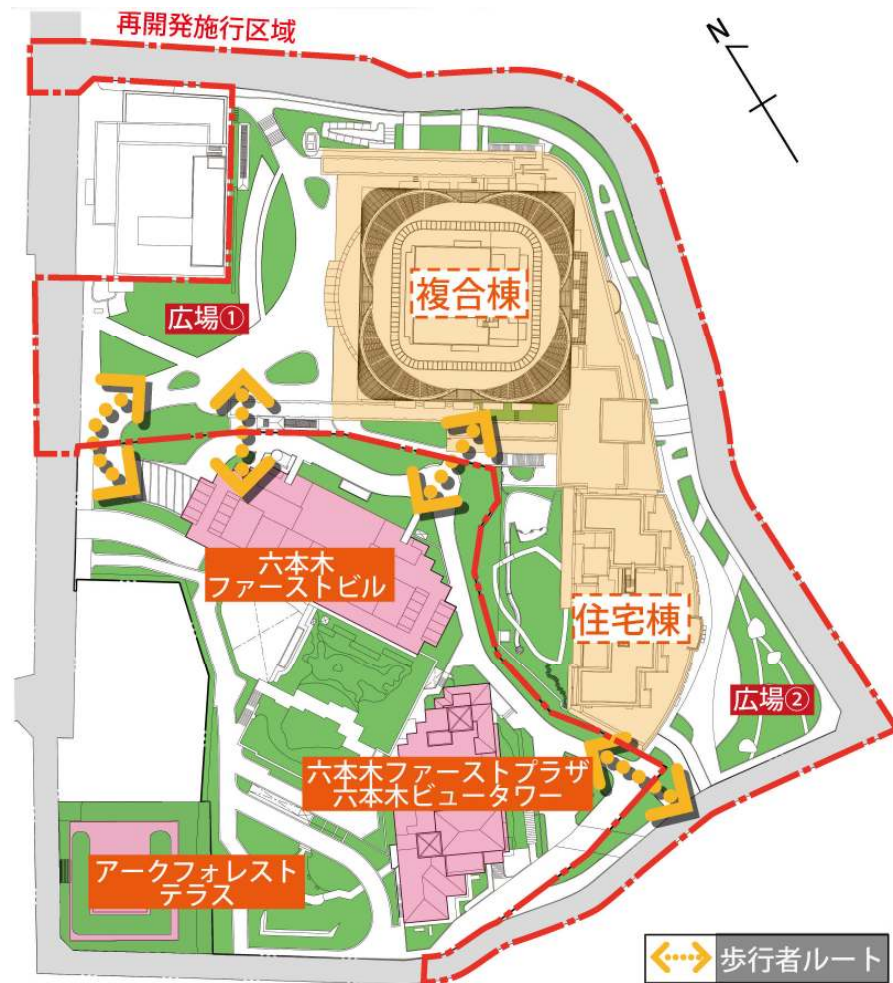 再開発施行区域
N
複合棟
広場①
六本木
ファーストビル
住宅棟
広場②
六本木ファーストプラザ
六本木ビュータワー
アークフォレスト
テラス
歩行者ルート